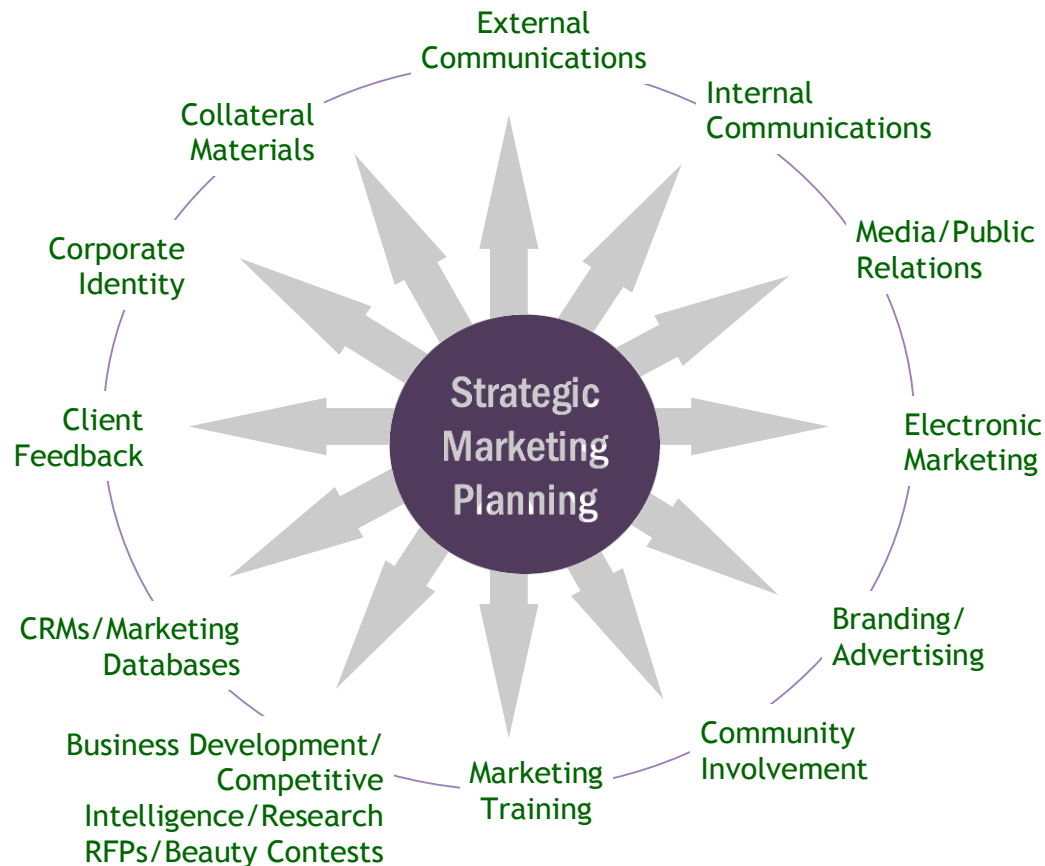 External
Communications
Internal
Communications
Media/Public
Relations
Electronic
Marketing
Branding/
Advertising
Community
Involvement
Marketing
Training
Business Development/
Competitive
Intelligence/Research
RFPs/Beauty Contests
CRMs/Marketing
Databases
Client
Feedback
Corporate
Identity
Collateral
Materials
Strategic
Marketing
Planning